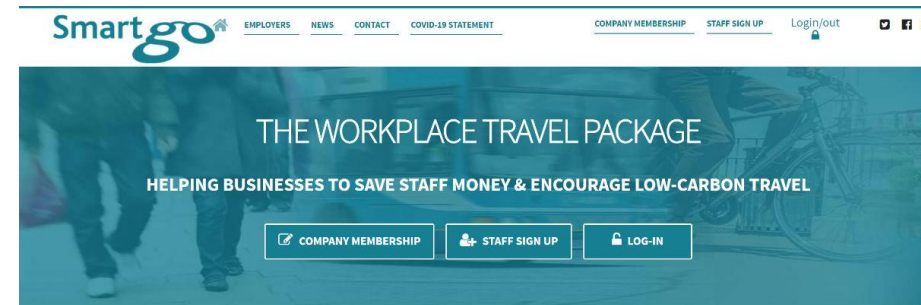 Smartgo EMPLOYERS NEWS CONTACT COVID-19 STATEMENT COMPANY MEMBERSHIP STAFF SIGN UP Login/out
THE WORKPLACE TRAVEL PACKAGE
HELPING BUSINESSES TO SAVE STAFF MONEY & ENCOURAGE LOW-CARBON TRAVEL
COMPANY MEMBERSHIP STAFF SIGN UP LOG-IN